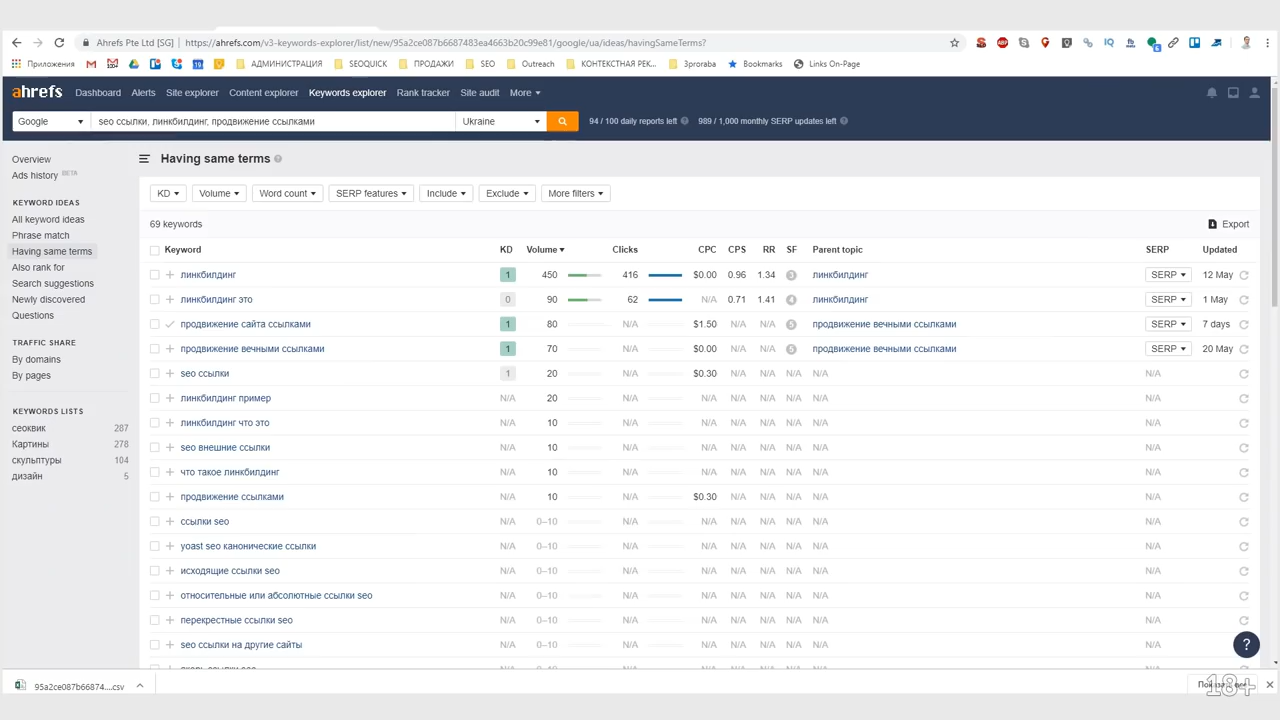 Ahrefs Pte Ltd [SG] https://ahrefs.com/v3-keywords-explorer/list/new/95a2ce087b6687483ea4663b20c99e81/google/ua/ideas/havingSameTerms?
Приложения АДМИНИСТРАЦИЯ SEOQUICK ПРОДАЖИ SEO Outreach КОНТЕКСТНАЯ РЕК... 3proraba Bookmarks Links On-Page
ahrefs Dashboard Alerts Site explorer Content explorer Keywords explorer Rank tracker Site audit More
Google seo ссылки, линкбилдинг, продвижение ссылками Ukraine 94 / 100 daily reports left 989 / 1,000 monthly SERP updates left
Overview
Ads history BETA
KEYWORD IDEAS
All keyword ideas
Phrase match
Having same terms
Also rank for
Search suggestions
Newly discovered
Questions
TRAFFIC SHARE
By domains
By pages
KEYWORDS LISTS
сеоквик 287
Картины 278
скульптуры 104
дизайн 5
Having same terms
KD Volume Word count SERP features Include Exclude More filters
69 keywords Export
Keyword KD Volume Clicks CPC CPS RR SF Parent topic SERP Updated
линкбилдинг 1 450 416 $0.00 0.96 1.34 3 линкбилдинг SERP 12 May
линкбилдинг это 0 90 62 N/A 0.71 1.41 4 линкбилдинг SERP 1 May
продвижение сайта ссылками 1 80 N/A $1.50 N/A N/A 5 продвижение вечными ссылками SERP 7 days
продвижение вечными ссылками 1 70 N/A $0.00 N/A N/A 5 продвижение вечными ссылками SERP 20 May
seo ссылки 1 20 N/A $0.30 N/A N/A N/A N/A N/A
линкбилдинг пример N/A 20 N/A N/A N/A N/A N/A N/A N/A
линкбилдинг что это N/A 10 N/A N/A N/A N/A N/A N/A N/A
seo внешние ссылки N/A 10 N/A N/A N/A N/A N/A N/A N/A
что такое линкбилдинг N/A 10 N/A N/A N/A N/A N/A N/A N/A
продвижение ссылками N/A 10 N/A $0.30 N/A N/A N/A N/A N/A
ссылки seo N/A 0–10 N/A N/A N/A N/A N/A N/A N/A
yoast seo канонические ссылки N/A 0–10 N/A N/A N/A N/A N/A N/A N/A
исходящие ссылки seo N/A 0–10 N/A N/A N/A N/A N/A N/A N/A
относительные или абсолютные ссылки seo N/A 0–10 N/A N/A N/A N/A N/A N/A N/A
перекрестные ссылки seo N/A 0–10 N/A N/A N/A N/A N/A N/A N/A
seo ссылки на другие сайты N/A 0–10 N/A N/A N/A N/A N/A N/A N/A
95a2ce087b66874....csv
18+